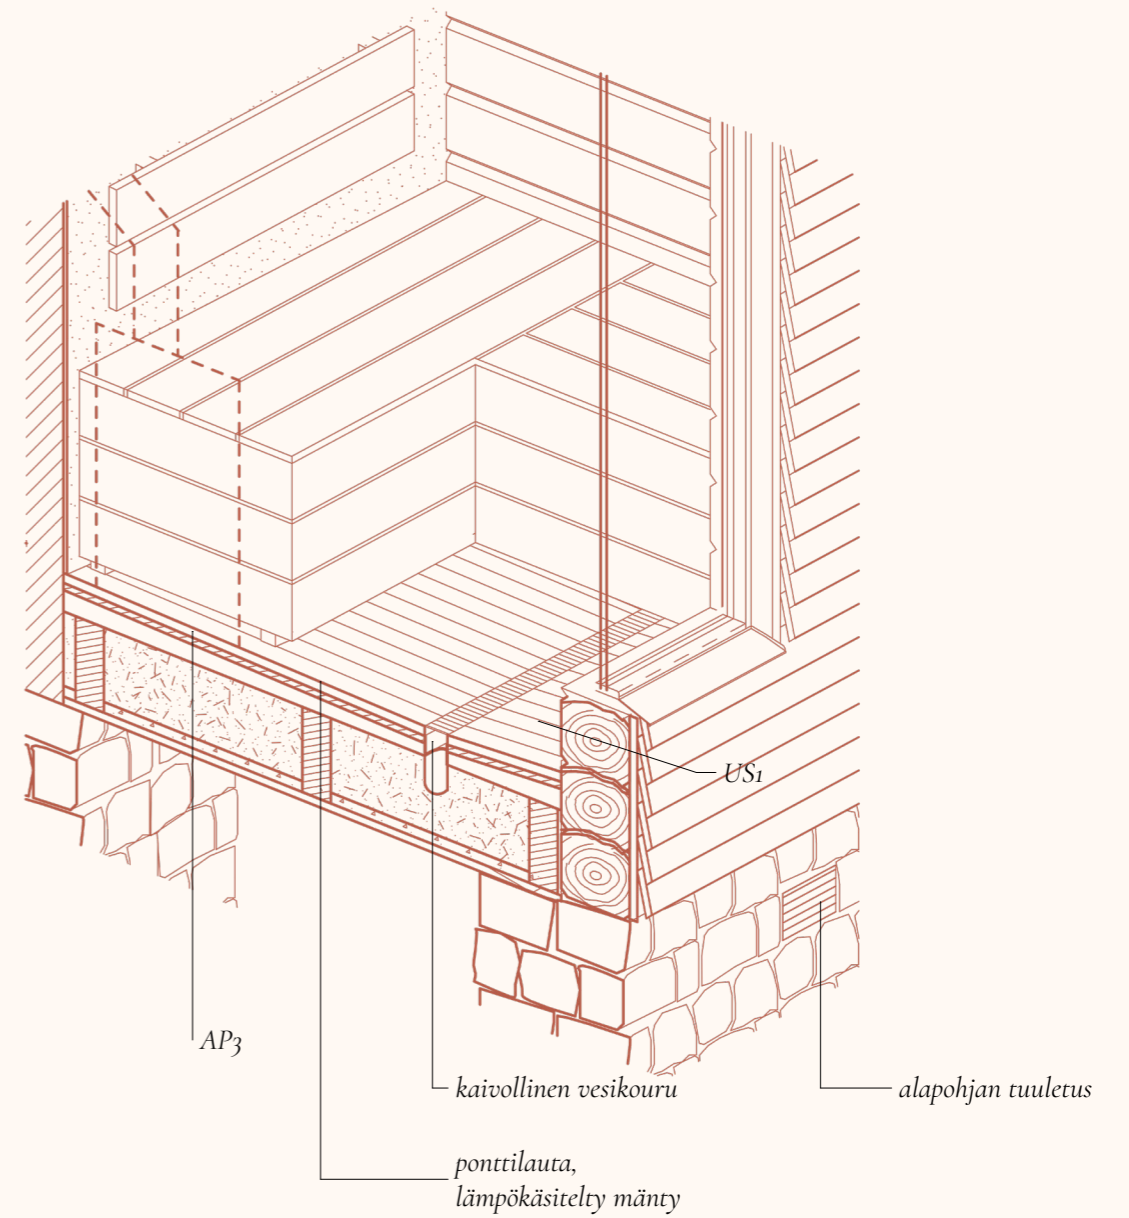 US1
AP3
kaivollinen vesikouru
alapohjan tuuletus
ponttilauta,
lämpökäsitelty mänty